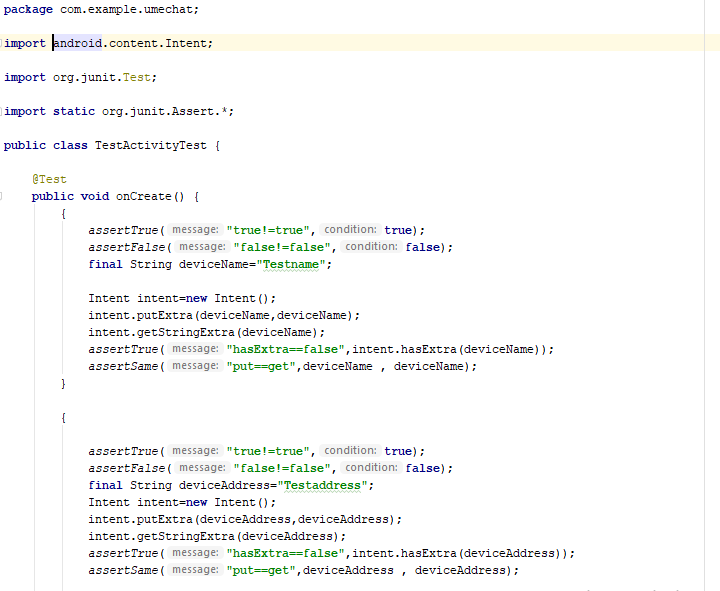 package com.example.umechat;
import android.content.Intent;
import org.junit.Test;
import static org.junit.Assert.*;
public class TestActivityTest {
@Test
public void onCreate() {
{
assertTrue( message: "true!=true", condition: true);
assertFalse( message: "false!=false", condition: false);
final String deviceName="Testname";
Intent intent=new Intent();
intent.putExtra(deviceName,deviceName);
intent.getStringExtra(deviceName);
assertTrue( message: "hasExtra==false",intent.hasExtra(deviceName));
assertSame( message: "put==get",deviceName , deviceName);
}
{
assertTrue( message: "true!=true", condition: true);
assertFalse( message: "false!=false", condition: false);
final String deviceAddress="Testaddress";
Intent intent=new Intent();
intent.putExtra(deviceAddress,deviceAddress);
intent.getStringExtra(deviceAddress);
assertTrue( message: "hasExtra==false",intent.hasExtra(deviceAddress));
assertSame( message: "put==get",deviceAddress , deviceAddress);